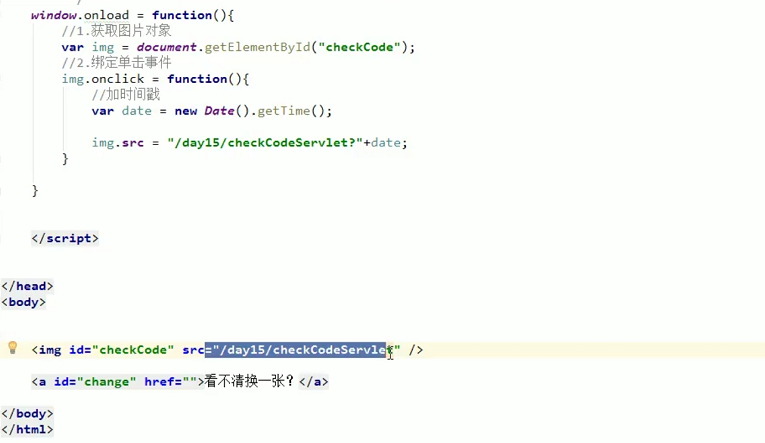 window.onload = function(){
//1.获取图片对象
var img = document.getElementById("checkCode");
//2.绑定单击事件
img.onclick = function(){
//加时间戳
var date = new Date().getTime();
img.src = "/day15/checkCodeServlet?"+date;
}
}
</script>
</head>
<body>
<img id="checkCode" src="/day15/checkCodeServlet" />
<a id="change" href="">看不清换一张？</a>
</body>
</html>